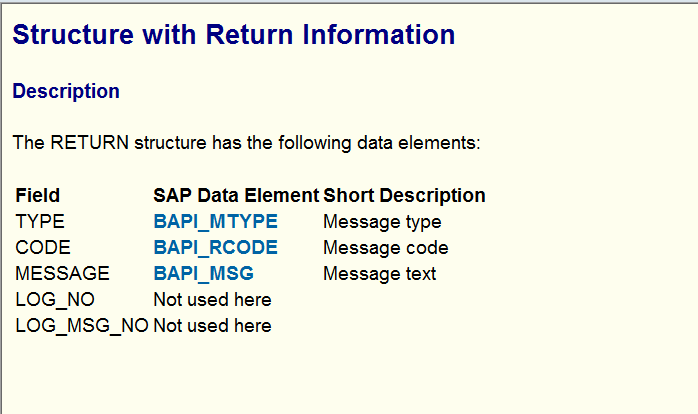 Structure with Return Information
Description
The RETURN structure has the following data elements:
Field SAP Data Element Short Description
TYPE BAPI_MTYPE Message type
CODE BAPI_RCODE Message code
MESSAGE BAPI_MSG Message text
LOG_NO Not used here
LOG_MSG_NO Not used here